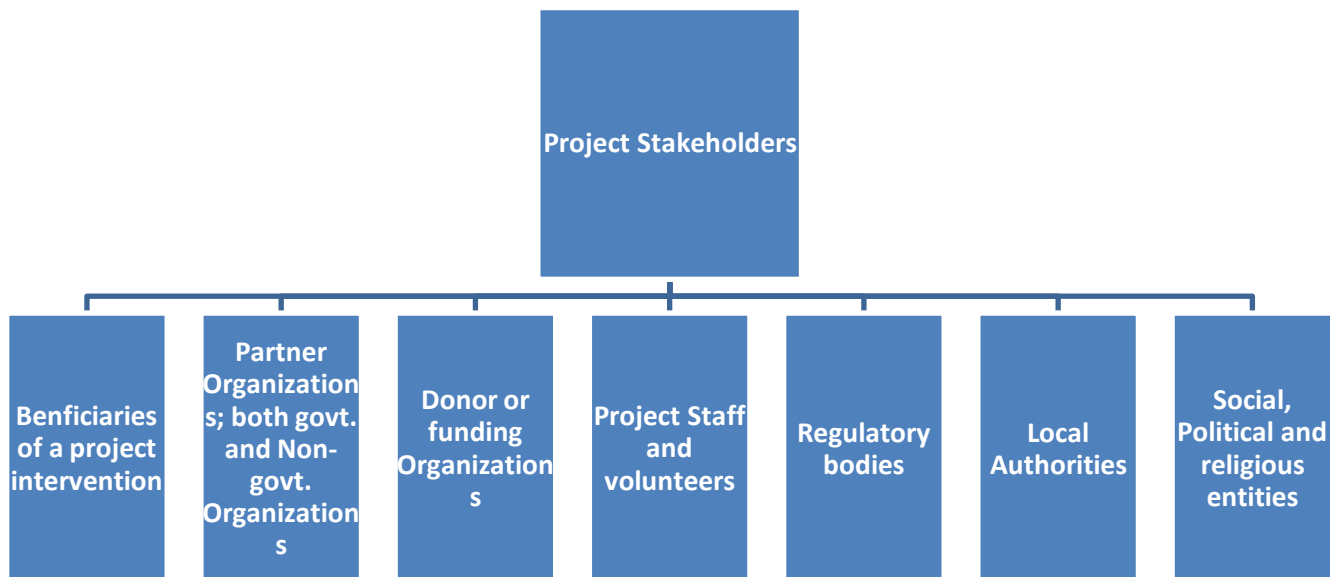 Project Stakeholders
Benficiaries
of a project
intervention
Partner
Organization
s; both govt.
and Non-
govt.
Organization
s
Donor or
funding
Organization
s
Project Staff
and
volunteers
Regulatory
bodies
Local
Authorities
Social,
Political and
religious
entities